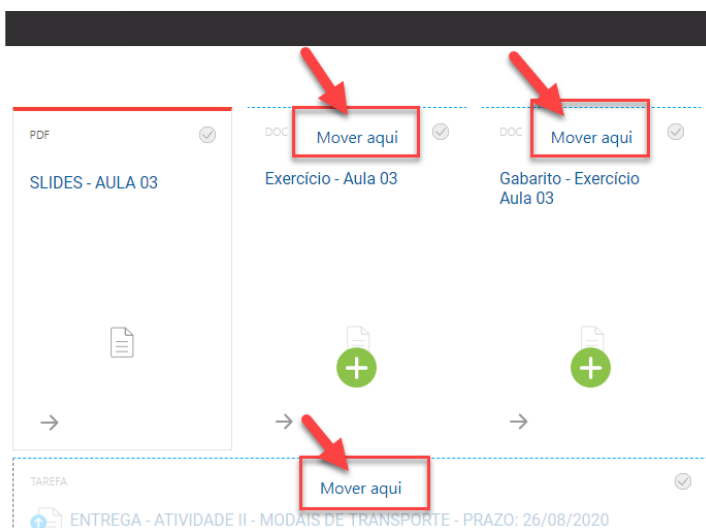 PDF
SLIDES - AULA 03
DOC
Mover aqui
Exercício - Aula 03
DOC
Mover aqui
Gabarito - Exercício
Aula 03
TAREFA
Mover aqui
ENTREGA - ATIVIDADE II - MODAIS DE TRANSPORTE - PRAZO: 26/08/2020